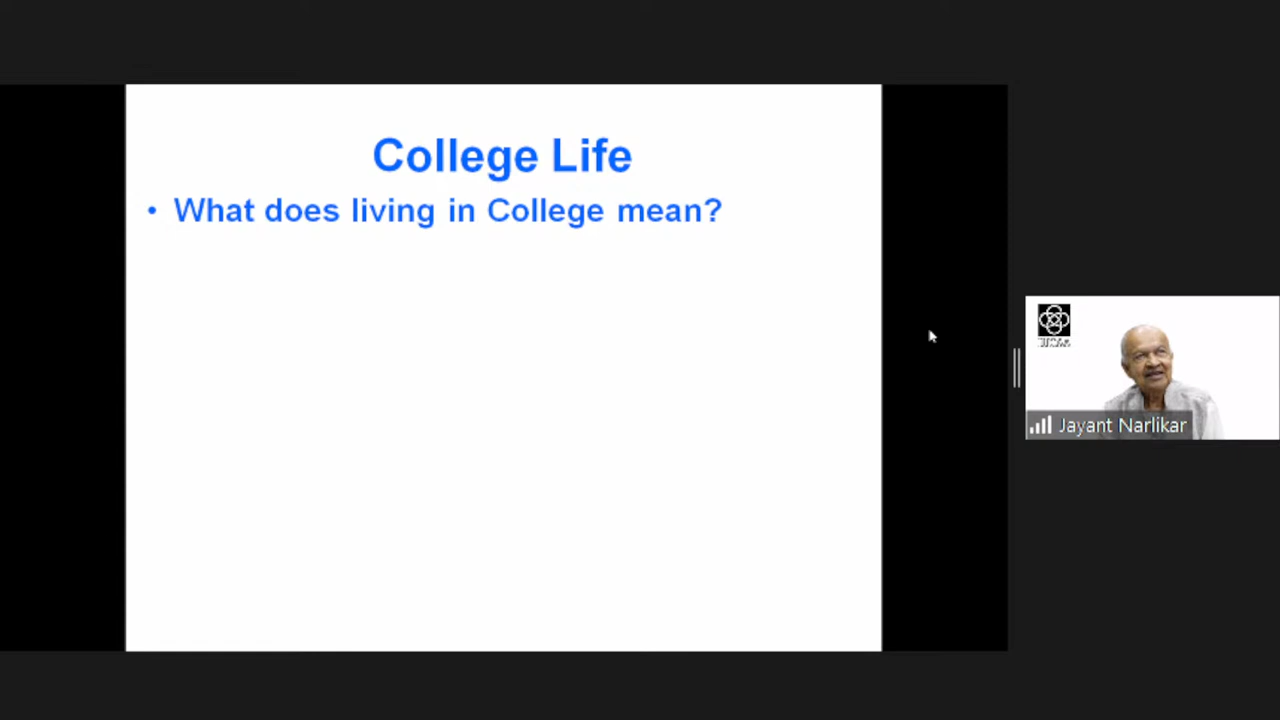 College Life
• What does living in College mean?
Jayant Narlikar